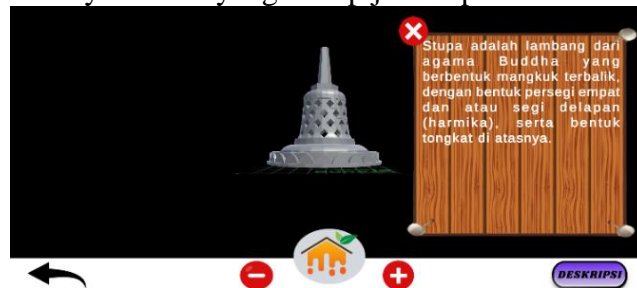 Stupa adalah lambang dari
agama Buddha yang
berbentuk mangkuk terbalik,
dengan bentuk persegi empat
dan atau segi delapan
(harmika), serta bentuk
tongkat di atasnya.
DESKRIPSI